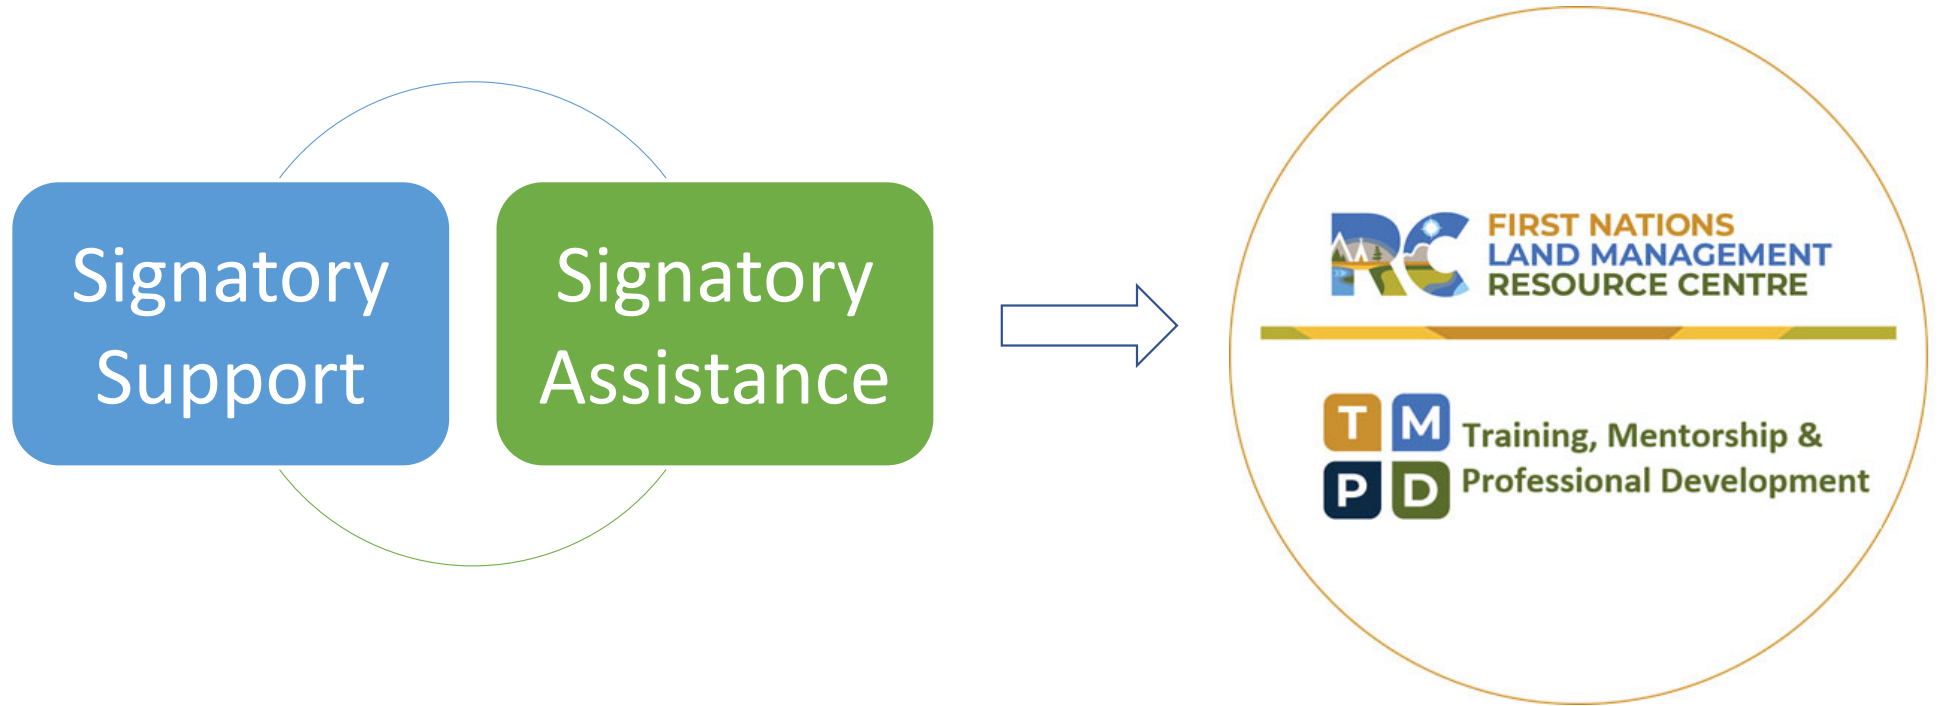 Signatory
Support
Signatory
Assistance
RC
FIRST NATIONS
LAND MANAGEMENT
RESOURCE CENTRE
T M
P D
Training, Mentorship &
Professional Development